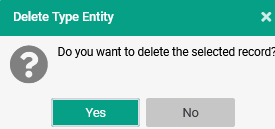 Delete Type Entity
Do you want to delete the selected record?
Yes
No